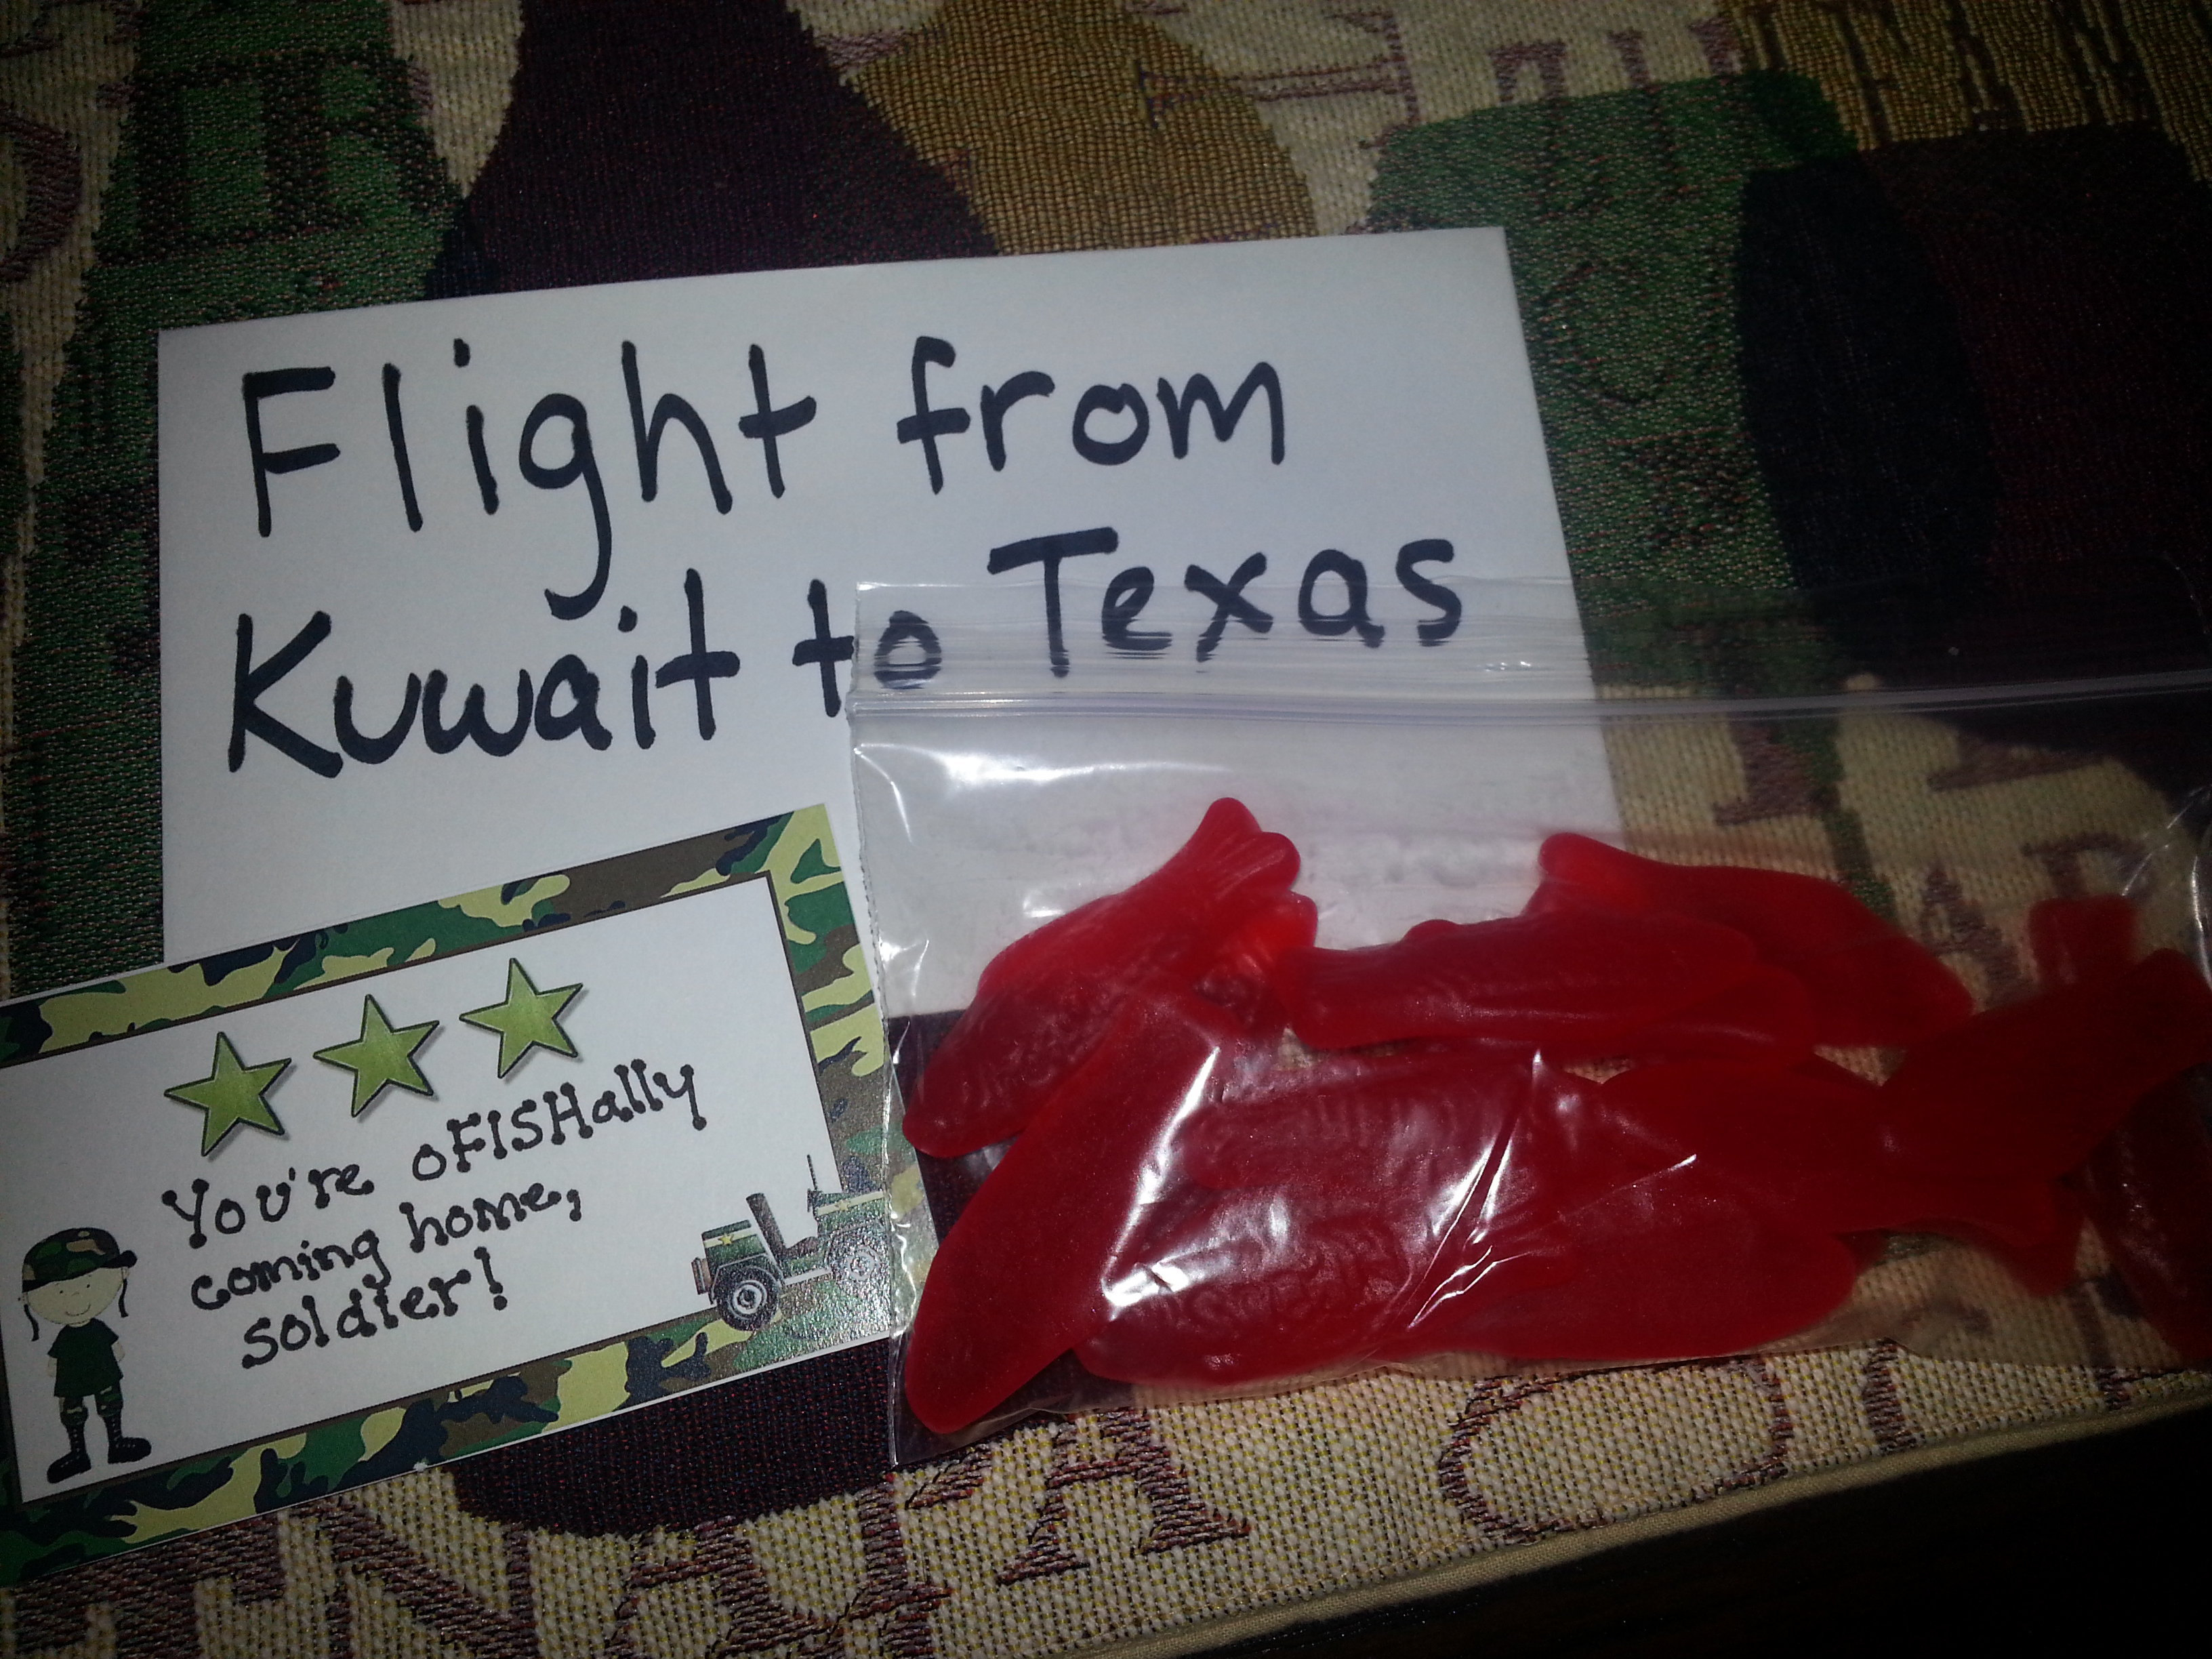 Flight from
Kuwait to Texas
You're oFISHally
coming home,
soldier!